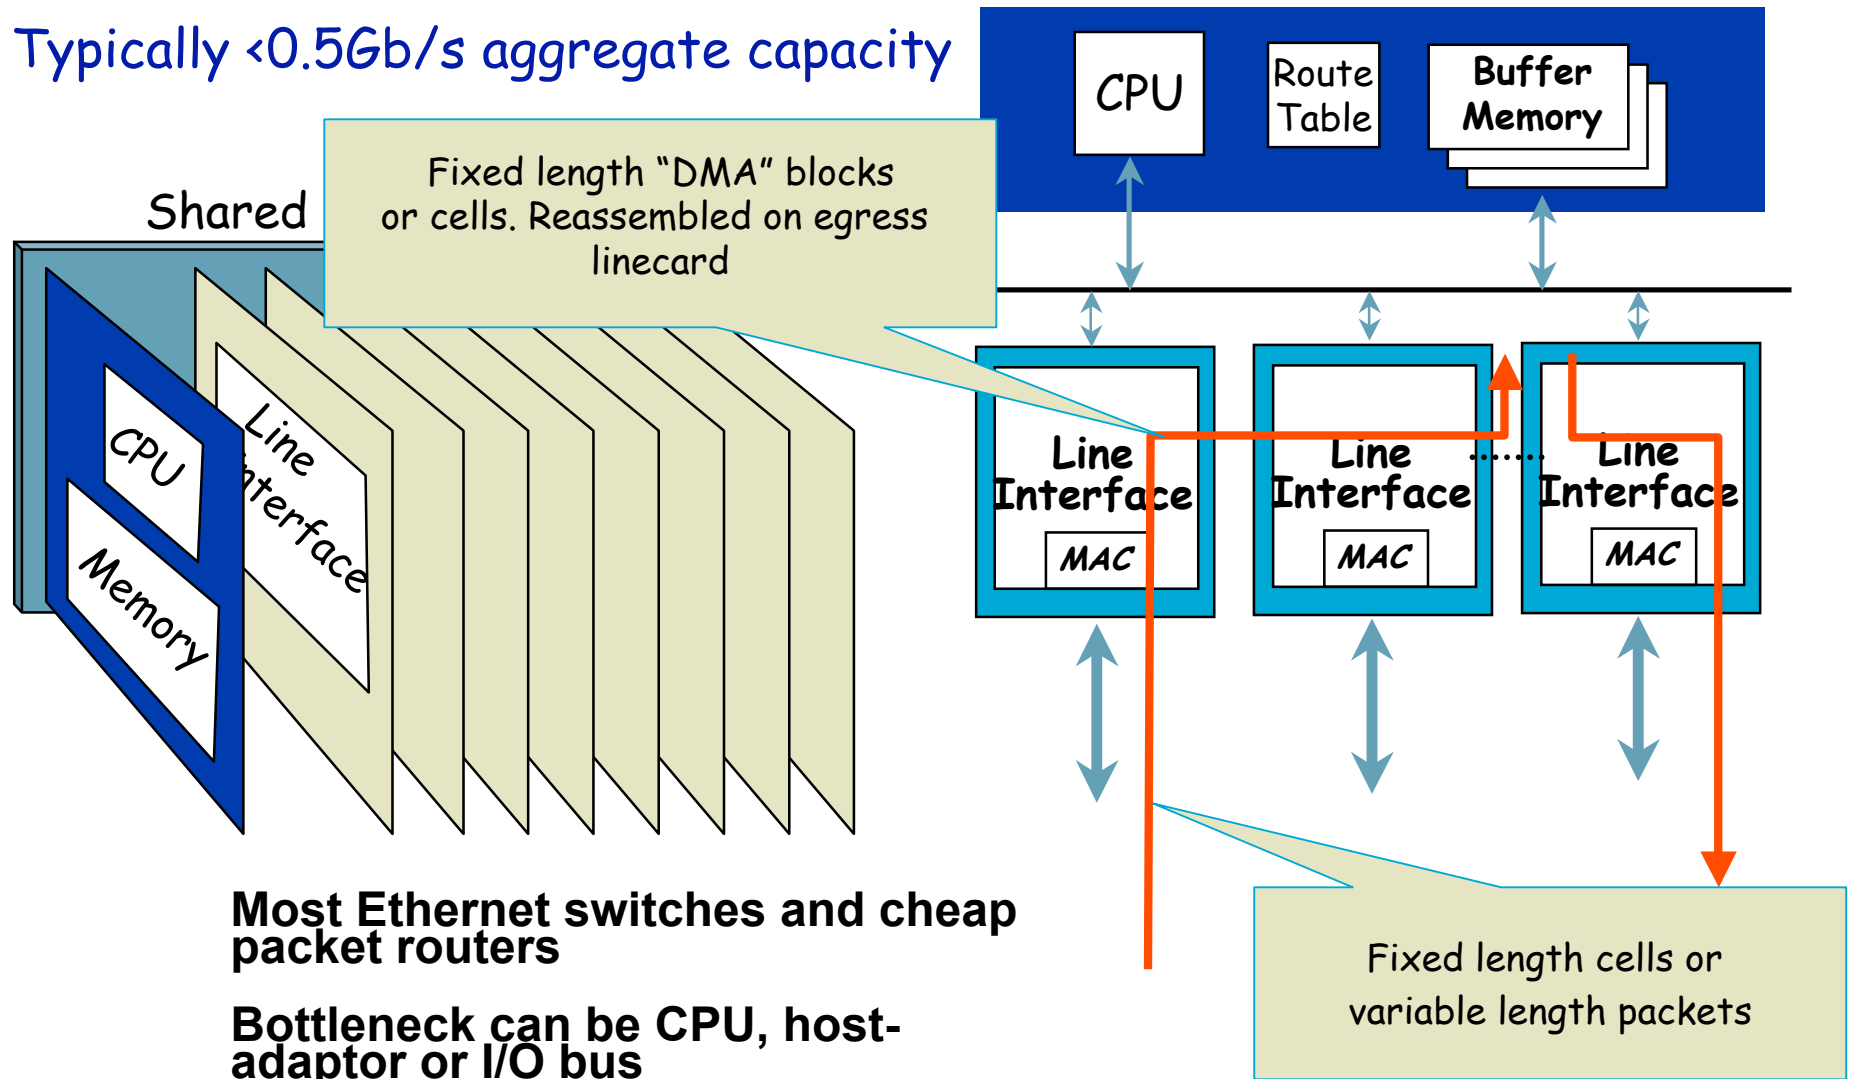 Typically <0.5Gb/s aggregate capacity
CPU
Route
Table
Buffer
Memory
Fixed length “DMA” blocks
or cells. Reassembled on egress
linecard
Shared
CPU
Memory
Line
Interface
Line
Interface
MAC
Line
Interface
MAC
.......
Line
Interface
MAC
Most Ethernet switches and cheap
packet routers
Bottleneck can be CPU, host-
adaptor or I/O bus
Fixed length cells or
variable length packets